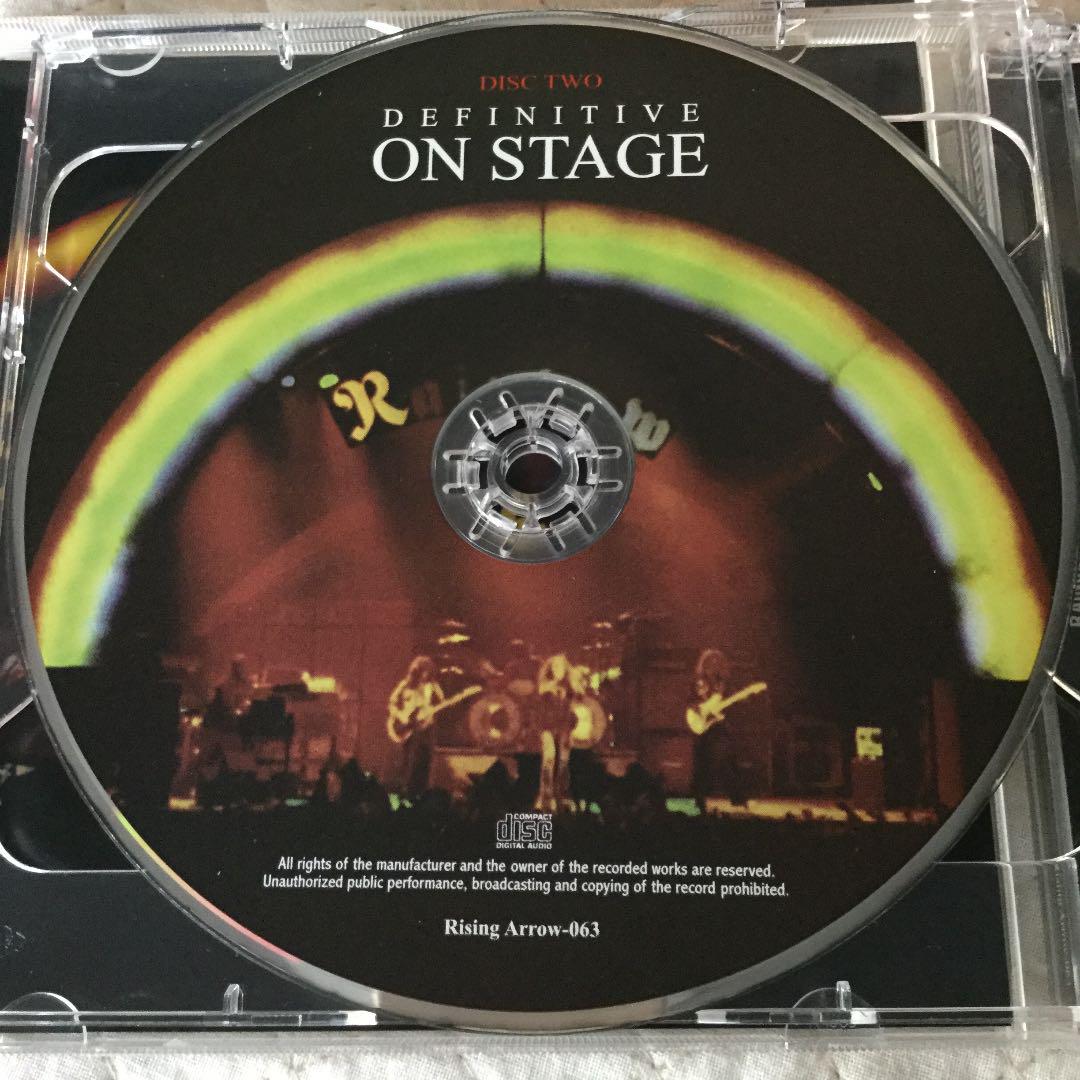 DISC TWO
DEFINITIVE
ON STAGE
R
w
COMPACT
disc
DIGITAL AUDIO
All rights of the manufacturer and the owner of the recorded works are reserved.
Unauthorized public performance, broadcasting and copying of the record prohibited.
Rising Arrow-063